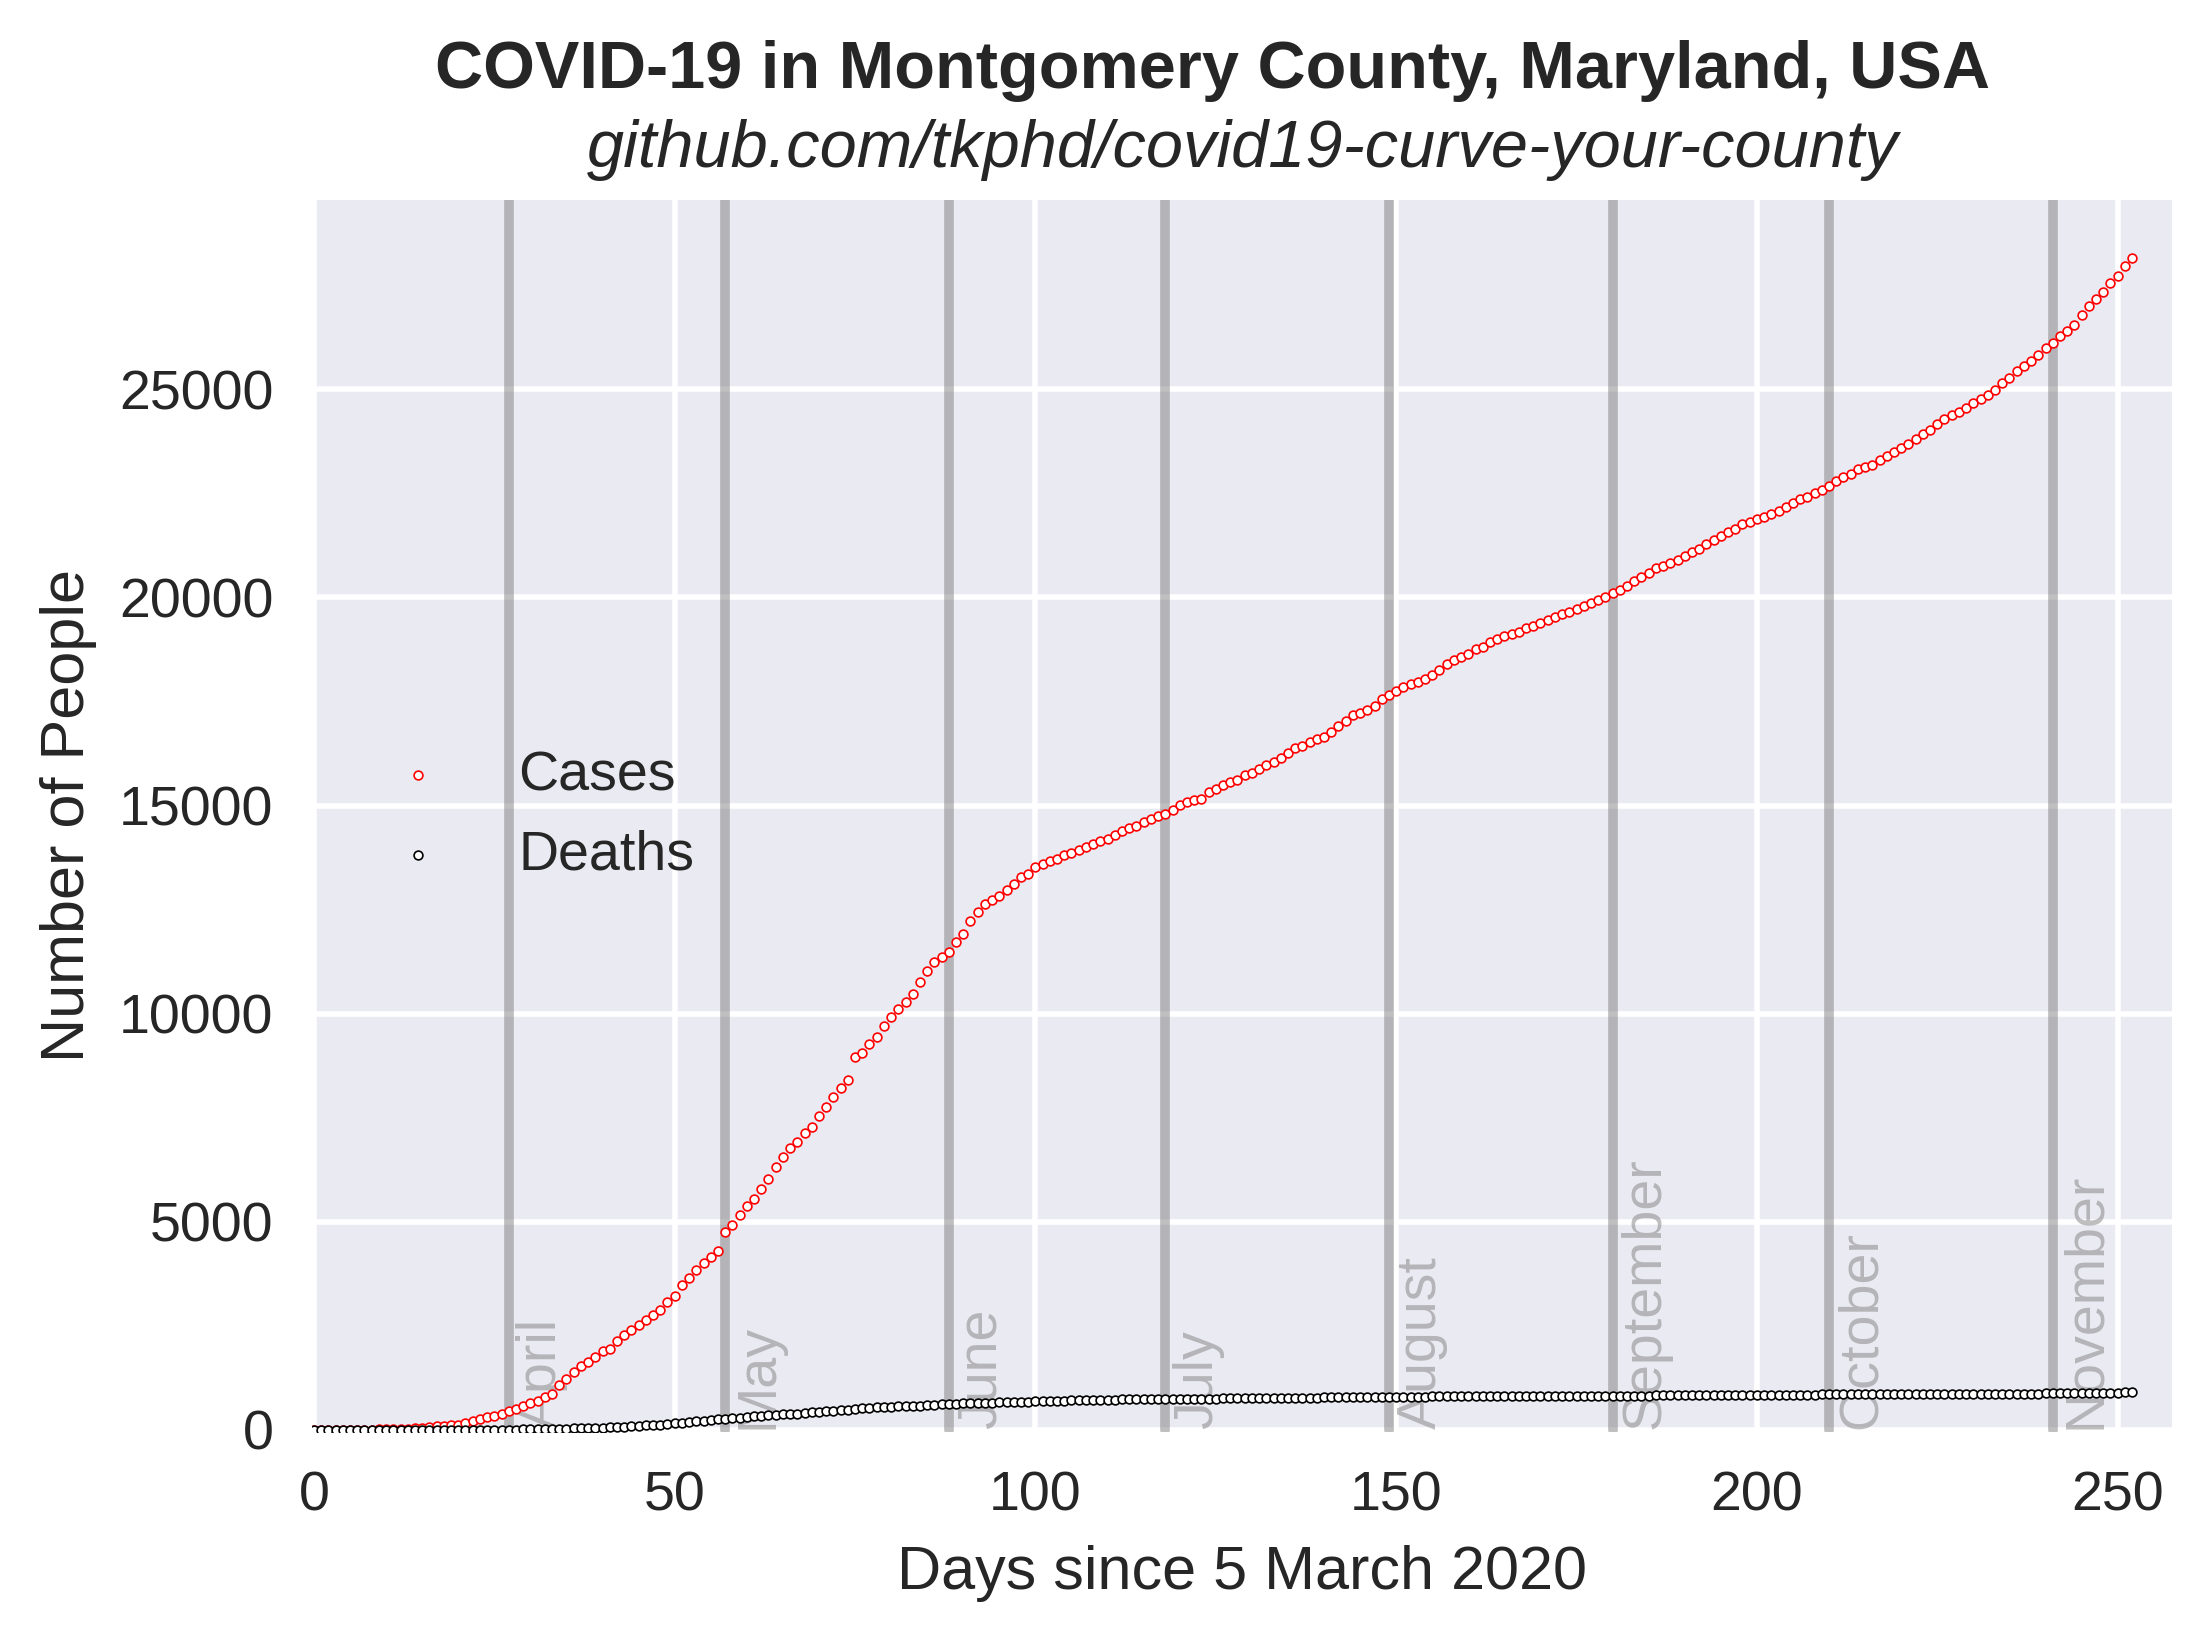 COVID-19 in Montgomery County, Maryland, USA
github.com/tkphd/covid19-curve-your-county
Number of People
25000
20000
15000
10000
5000
0
Cases
Deaths
April
May
June
July
August
September
October
November
0
50
100
150
200
250
Days since 5 March 2020